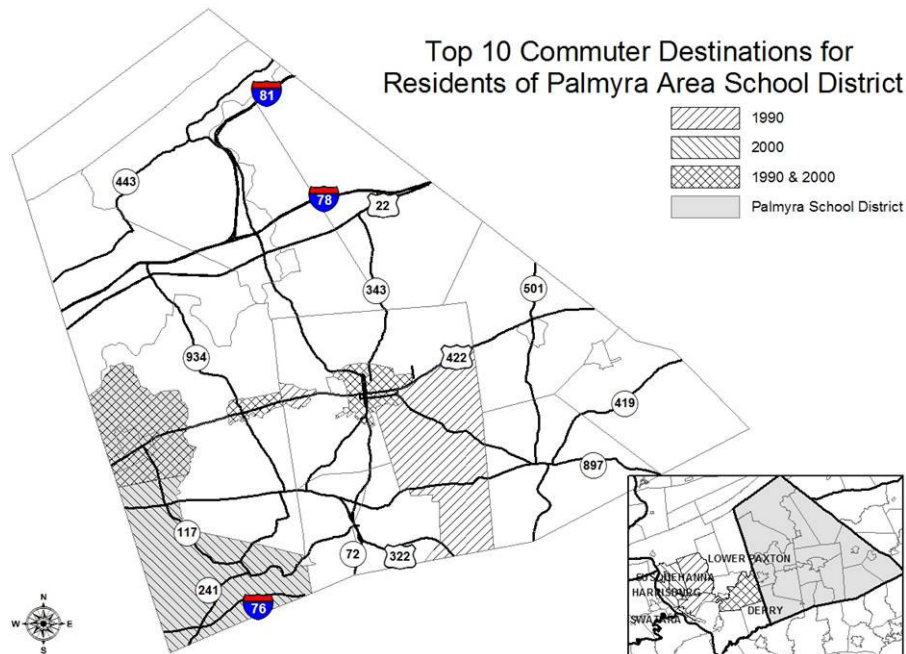 Top 10 Commuter Destinations for
Residents of Palmyra Area School District
1990
2000
1990 & 2000
Palmyra School District
81
443
78
22
343
501
934
422
419
897
117
72
322
241
76
N
W
E
S
LOWER PAXTON
SUSQUEHANNA
HARRISBURG
DERRY
SWATARA